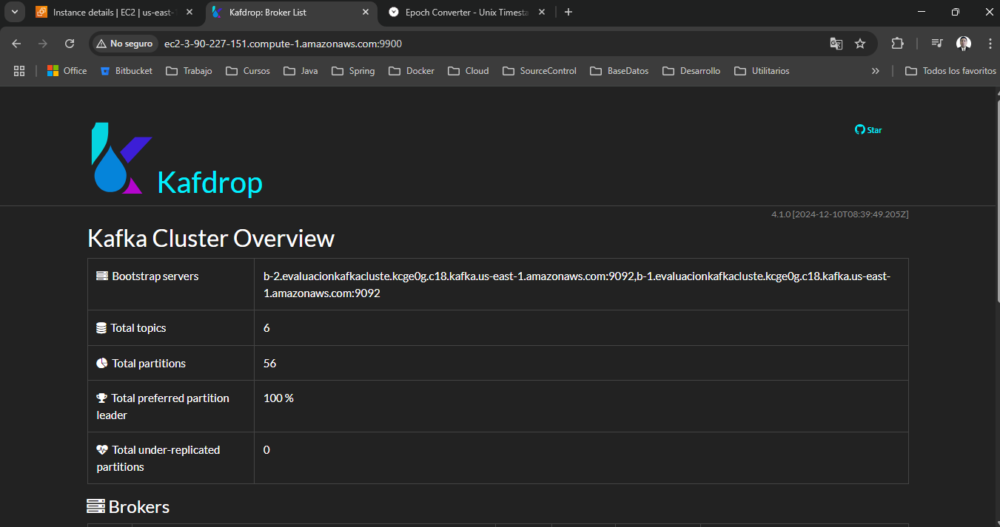 Instance details | EC2 | us-east-
Kafdrop: Broker List
Epoch Converter - Unix Timesta
No seguro
ec2-3-90-227-151.compute-1.amazonaws.com:9900
Office
Bitbucket
Trabajo
Cursos
Java
Spring
Docker
Cloud
SourceControl
BaseDatos
Desarrollo
Utilitarios
»
Todos los favoritos
Star
Kafdrop
4.1.0 [2024-12-10T08:39:49.205Z]
Kafka Cluster Overview
Bootstrap servers
b-2.evaluacionkafkacluste.kcge0g.c18.kafka.us-east-1.amazonaws.com:9092,b-1.evaluacionkafkacluste.kcge0g.c18.kafka.us-east-
1.amazonaws.com:9092
Total topics
6
Total partitions
56
Total preferred partition
leader
100 %
Total under-replicated
partitions
0
Brokers